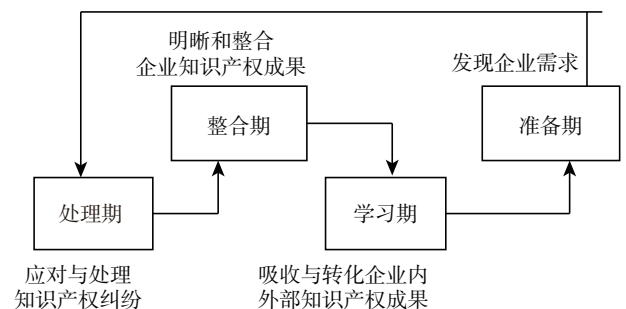 明晰和整合
企业知识产权成果
发现企业需求
整合期
准备期
处理期
学习期
应对与处理
知识产权纠纷
吸收与转化企业内
外部知识产权成果